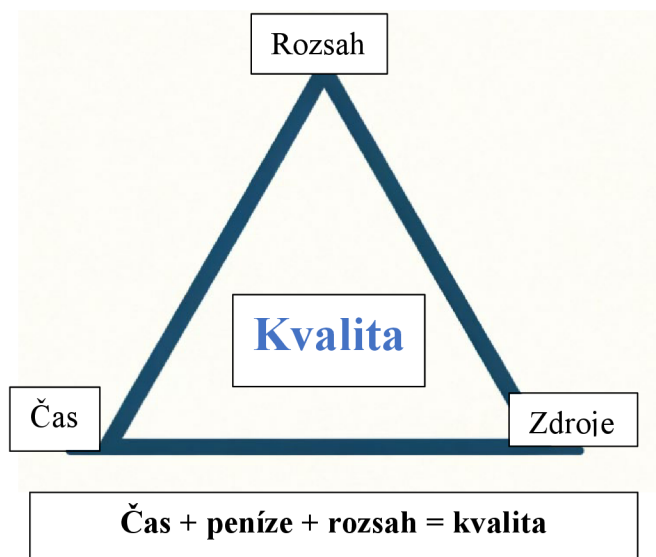 Rozsah
Kvalita
Čas
Zdroje
Čas + peníze + rozsah = kvalita